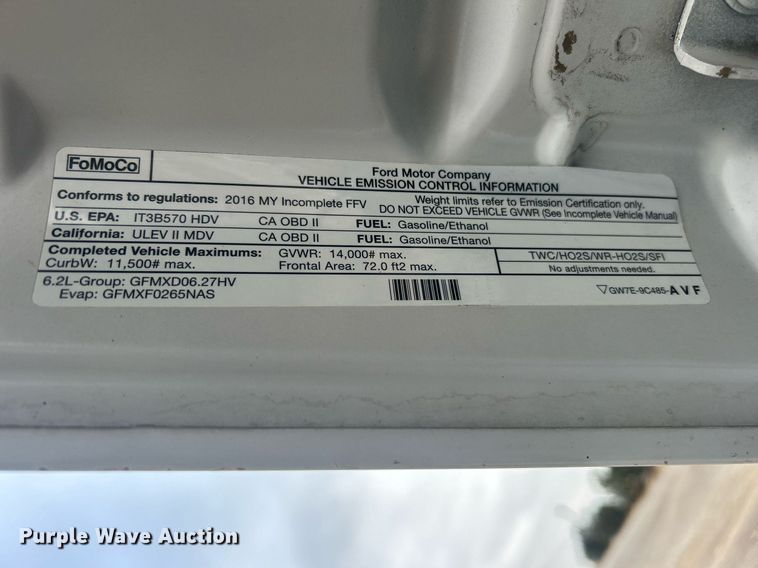 FoMoCo
Ford Motor Company
VEHICLE EMISSION CONTROL INFORMATION
Conforms to regulations: 2016 MY Incomplete FFV
Weight limits refer to Emission Certification only.
DO NOT EXCEED VEHICLE GVWR (See Incomplete Vehicle Manual)
U.S. EPA: IT3B570 HDV CA OBD II FUEL: Gasoline/Ethanol
California: ULEV II MDV CA OBD II FUEL: Gasoline/Ethanol
Completed Vehicle Maximums: GVWR: 14,000# max.
CurbW: 11,500# max. Frontal Area: 72.0 ft2 max.
TWC/HO2S/WR-HO2S/SFI
No adjustments needed.
6.2L-Group: GFMXD06.27HV
Evap: GFMXF0265NAS
GW7E-9C485-A V F
Purple Wave Auction